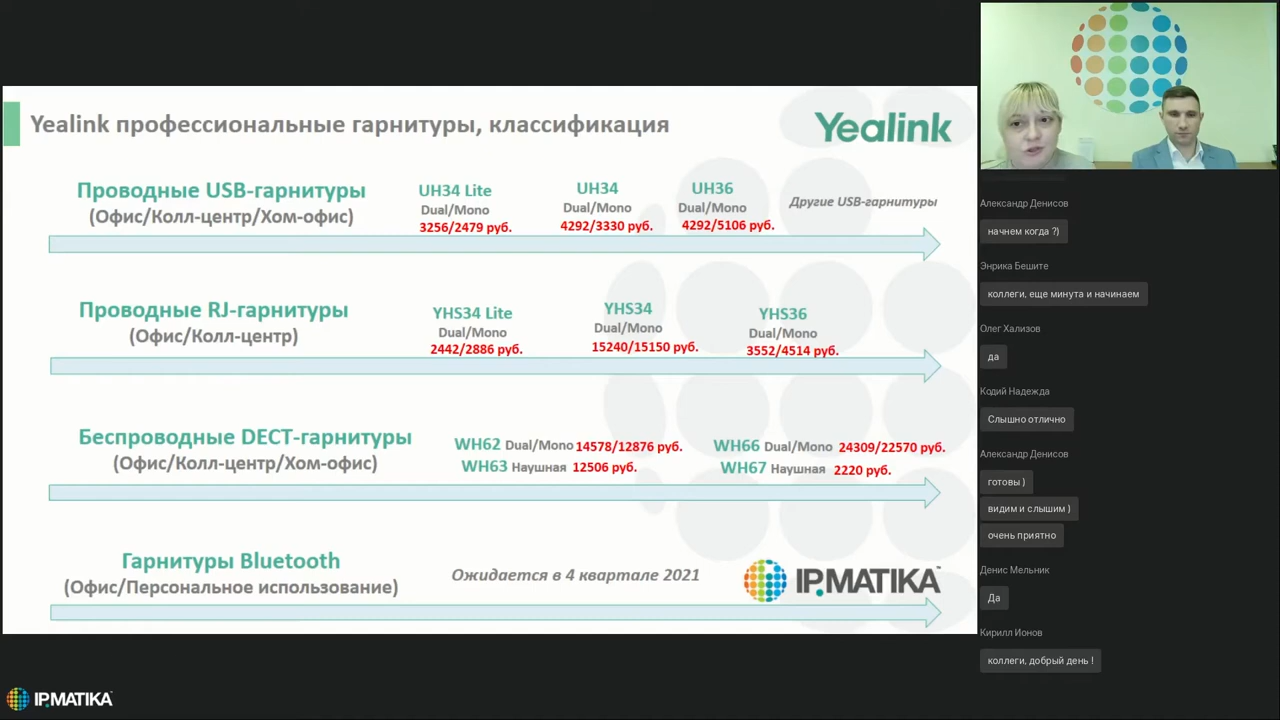 Yealink профессиональные гарнитуры, классификация
Yealink
Проводные USB-гарнитуры
(Офис/Колл-центр/Хом-офис)
UH34 Lite
Dual/Mono
3256/2479 руб.
UH34
Dual/Mono
4292/3330 руб.
UH36
Dual/Mono
4292/5106 руб.
Другие USB-гарнитуры
Проводные RJ-гарнитуры
(Офис/Колл-центр)
YHS34 Lite
Dual/Mono
2442/2886 руб.
YHS34
Dual/Mono
15240/15150 руб.
YHS36
Dual/Mono
3552/4514 руб.
Беспроводные DECT-гарнитуры
(Офис/Колл-центр/Хом-офис)
WH62 Dual/Mono 14578/12876 руб.
WH63 Наушная 12506 руб.
WH66 Dual/Mono 24309/22570 руб.
WH67 Наушная 2220 руб.
Гарнитуры Bluetooth
(Офис/Персональное использование)
Ожидается в 4 квартале 2021
IP.MATIKA
IP.MATIKA
Александр Денисов
начнем когда ?)
Энрика Бешите
коллеги, еще минута и начинаем
Олег Хализов
да
Кодий Надежда
Слышно отлично
Александр Денисов
готовы )
видим и слышим )
очень приятно
Денис Мельник
Да
Кирилл Ионов
коллеги, добрый день !